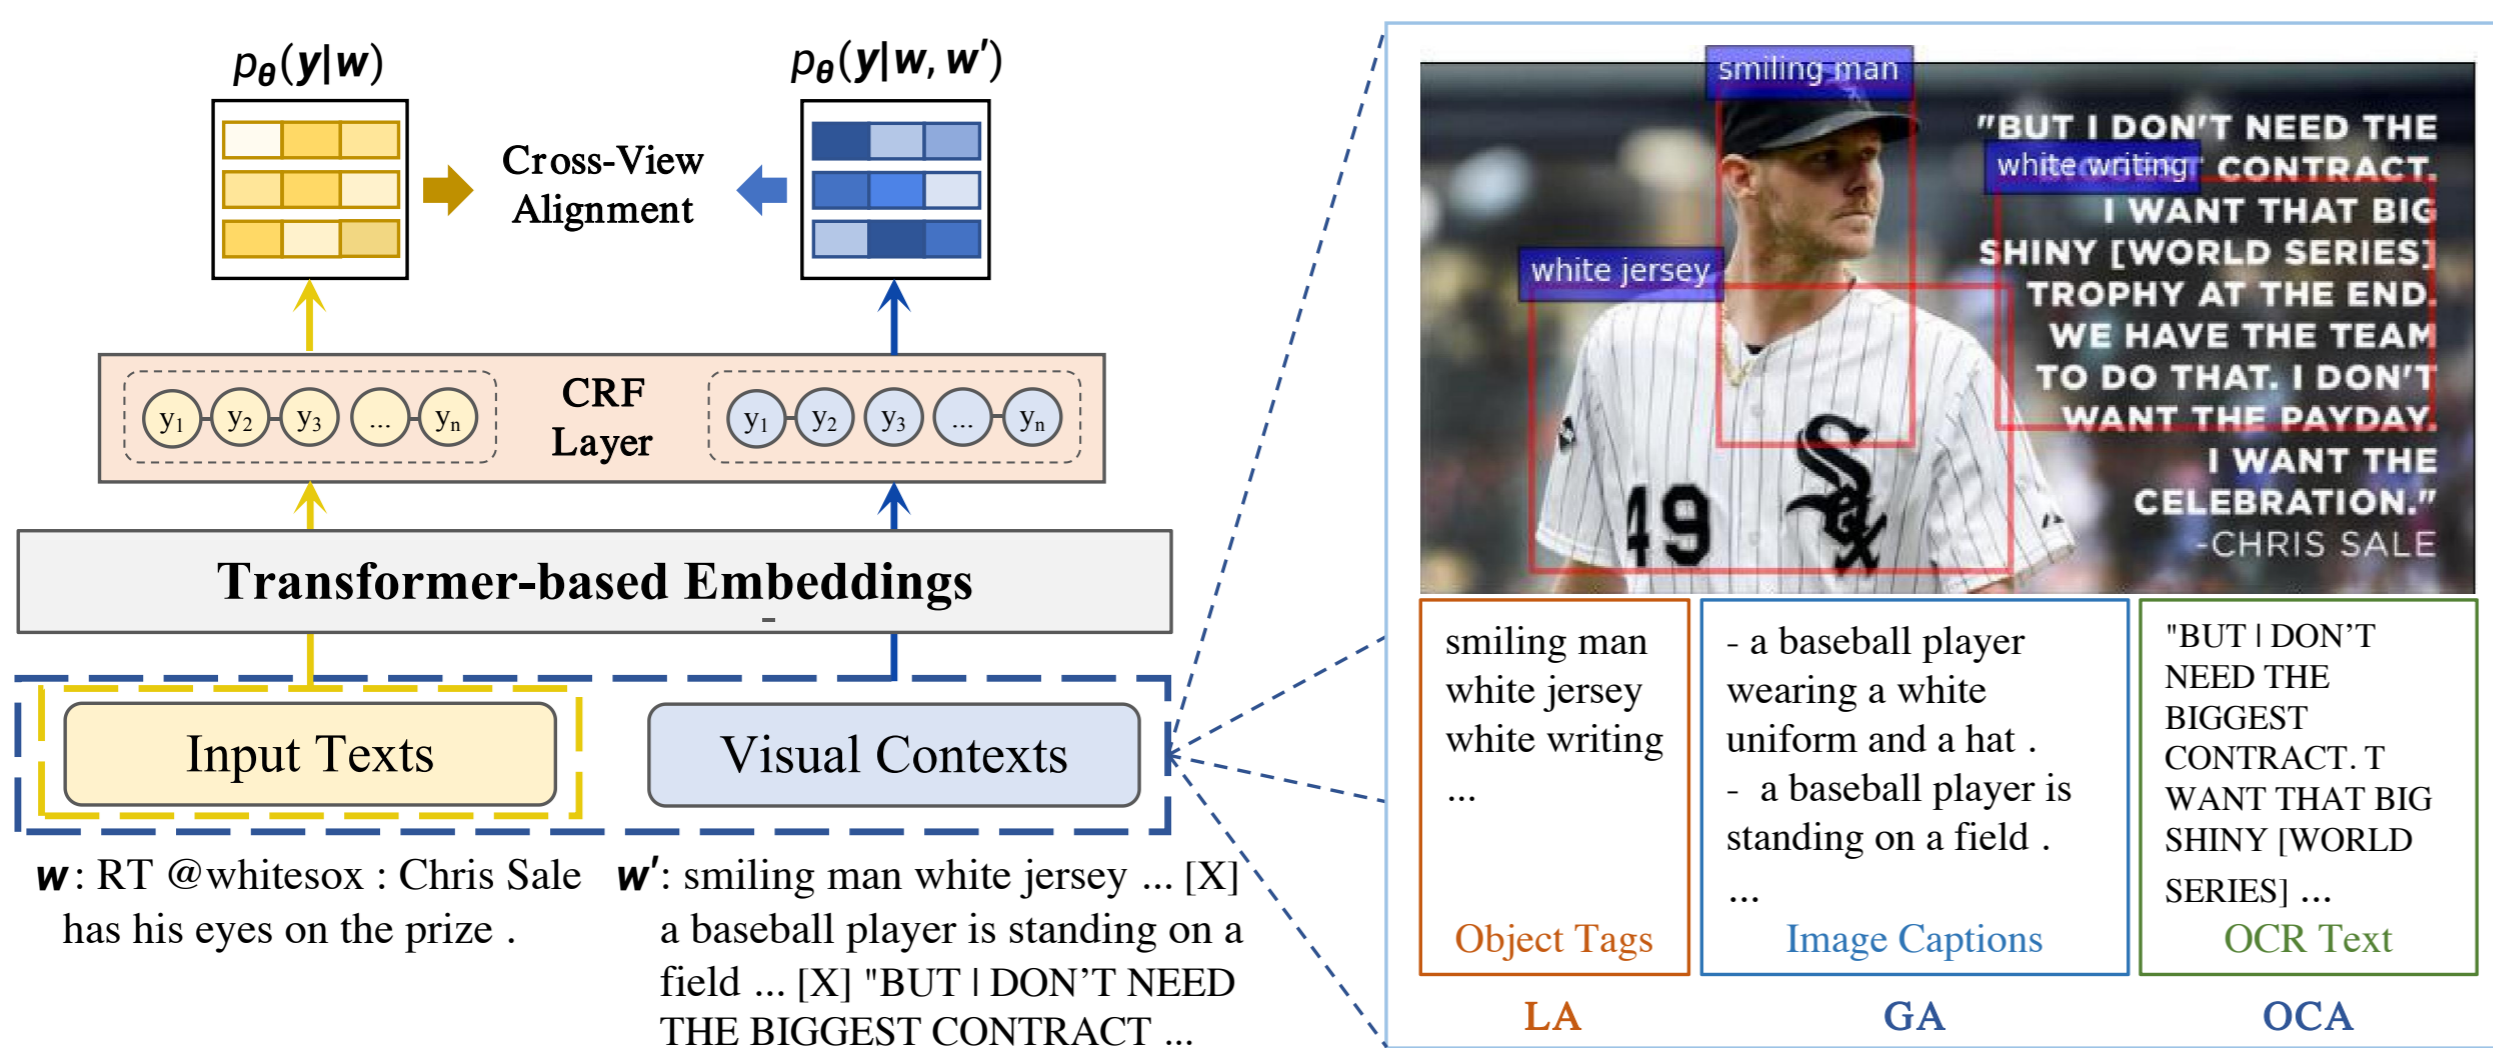 pθ(y|w)
pθ(y|w, w′)
Cross-View
Alignment
y1 y2 y3 ... yn
CRF
Layer
y1 y2 y3 ... yn
Transformer-based Embeddings
Input Texts
Visual Contexts
w: RT @whitesox : Chris Sale
has his eyes on the prize .
w′: smiling man white jersey ... [X]
a baseball player is standing on a
field ... [X] "BUT | DON’T NEED
THE BIGGEST CONTRACT ...
smiling man
white writing
white jersey
"BUT I DON'T NEED THE
CONTRACT.
I WANT THAT BIG
SHINY [WORLD SERIES]
TROPHY AT THE END.
WE HAVE THE TEAM
TO DO THAT. I DON'T
WANT THE PAYDAY.
I WANT THE
CELEBRATION."
-CHRIS SALE
Sox
49
smiling man
white jersey
white writing
...
Object Tags
LA
- a baseball player
wearing a white
uniform and a hat .
- a baseball player is
standing on a field .
...
Image Captions
GA
"BUT | DON’T
NEED THE
BIGGEST
CONTRACT. T
WANT THAT BIG
SHINY [WORLD
SERIES] ...
OCR Text
OCA